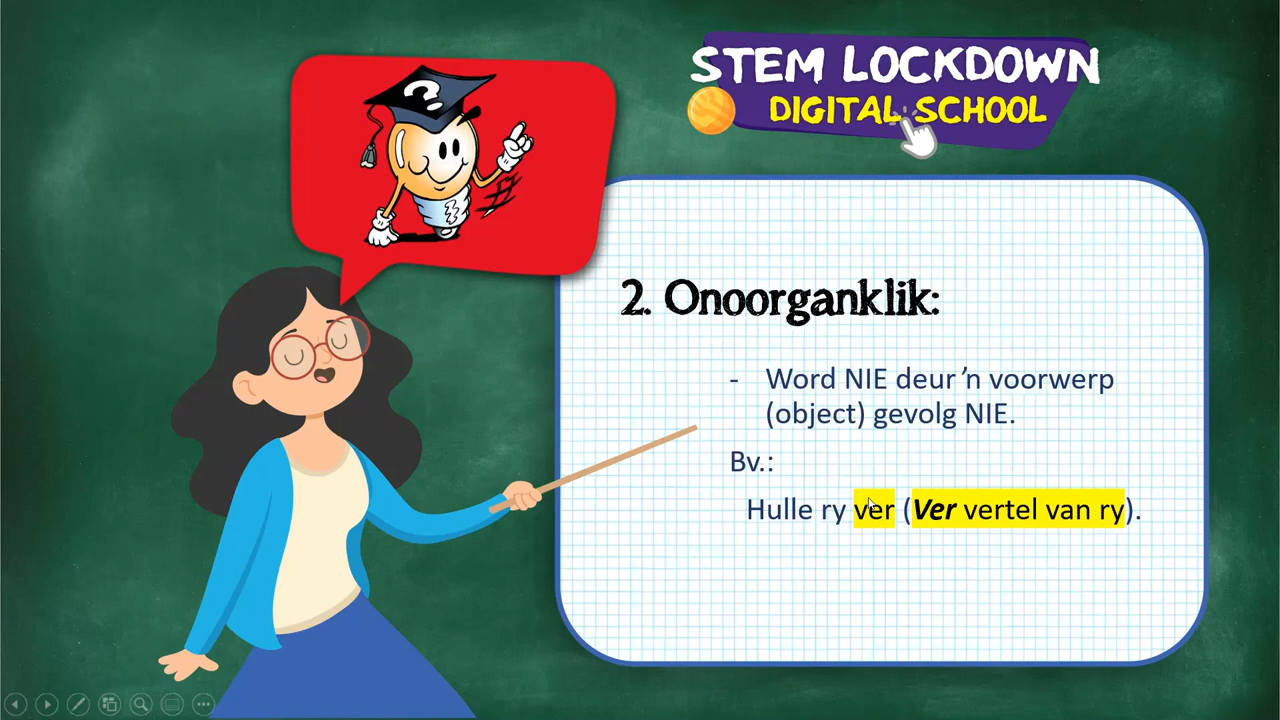 STEM LOCKDOWN
DIGITAL SCHOOL
2. Onoorganklik:
- Word NIE deur ’n voorwerp
(object) gevolg NIE.
Bv.:
Hulle ry ver (Ver vertel van ry).